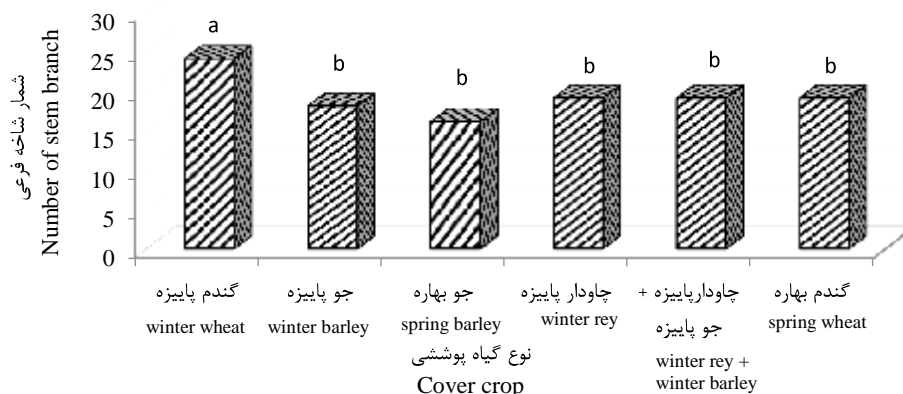 30
25
20
15
10
5
0
شمار شاخه فرعی
Number of stem branch
a
b
b
b
b
b
گندم پاییزه
winter wheat
جو پاییزه
winter barley
جو بهاره
spring barley
چاودار پاییزه
winter rey
چاودارپاییزه +
جو پاییزه
winter rey +
winter barley
گندم بهاره
spring wheat
نوع گیاه پوششی
Cover crop